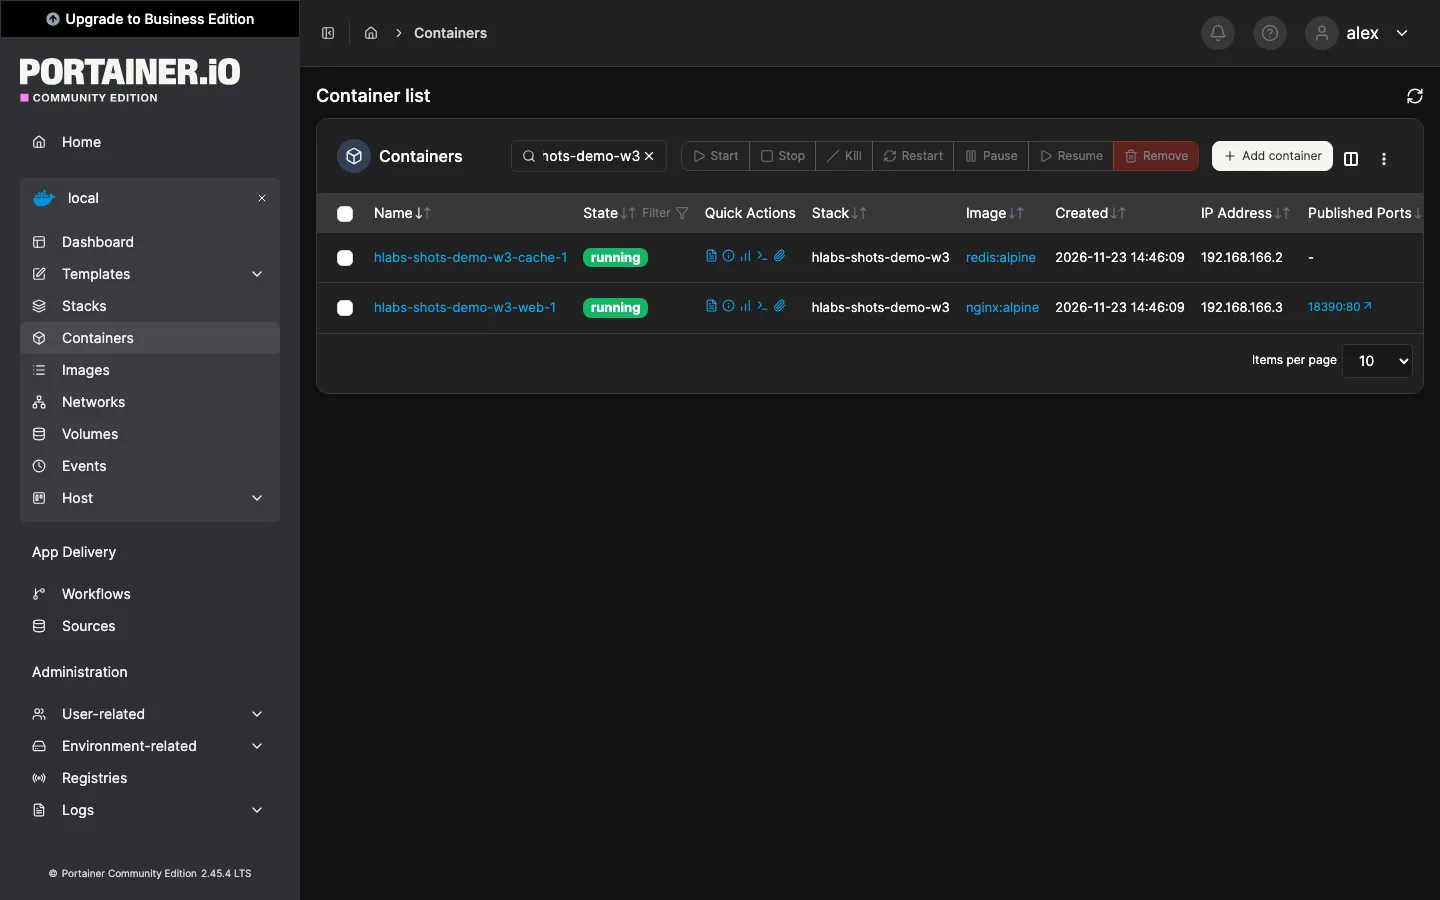 Upgrade to Business Edition
PORTAINER.iO
COMMUNITY EDITION
Home
local
Dashboard
Templates
Stacks
Containers
Images
Networks
Volumes
Events
Host
App Delivery
Workflows
Sources
Administration
User-related
Environment-related
Registries
Logs
© Portainer Community Edition 2.45.4 LTS
Containers
alex
Container list
Containers
hots-demo-w3 Start Stop Kill Restart Pause Resume Remove Add container
Name State Filter Quick Actions Stack Image Created IP Address Published Ports
hlabs-shots-demo-w3-cache-1 running hlabs-shots-demo-w3 redis:alpine 2026-11-23 14:46:09 192.168.166.2 -
hlabs-shots-demo-w3-web-1 running hlabs-shots-demo-w3 nginx:alpine 2026-11-23 14:46:09 192.168.166.3 18390:80
Items per page 10